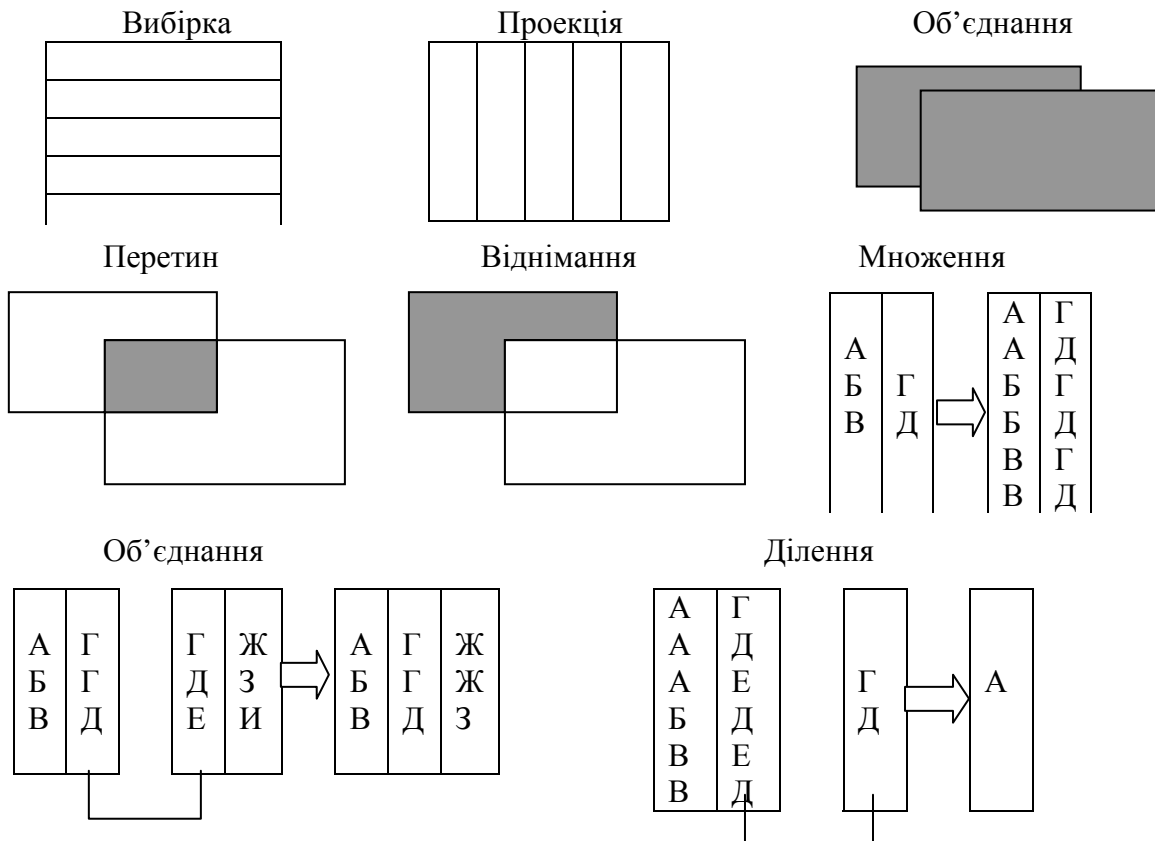 Вибірка Проекція Об’єднання
Перетин Віднімання Множення
А Г
А Д
А Б Г
Б Г Б Д
В Д В Г
В Д
Об’єднання Ділення
А Г Г Ж А Г Ж
Б Г Д З Б Г Ж
В Д Е И В Д З
А Г
А Д
А Е Г А
Б Д Д
В Е
В Д